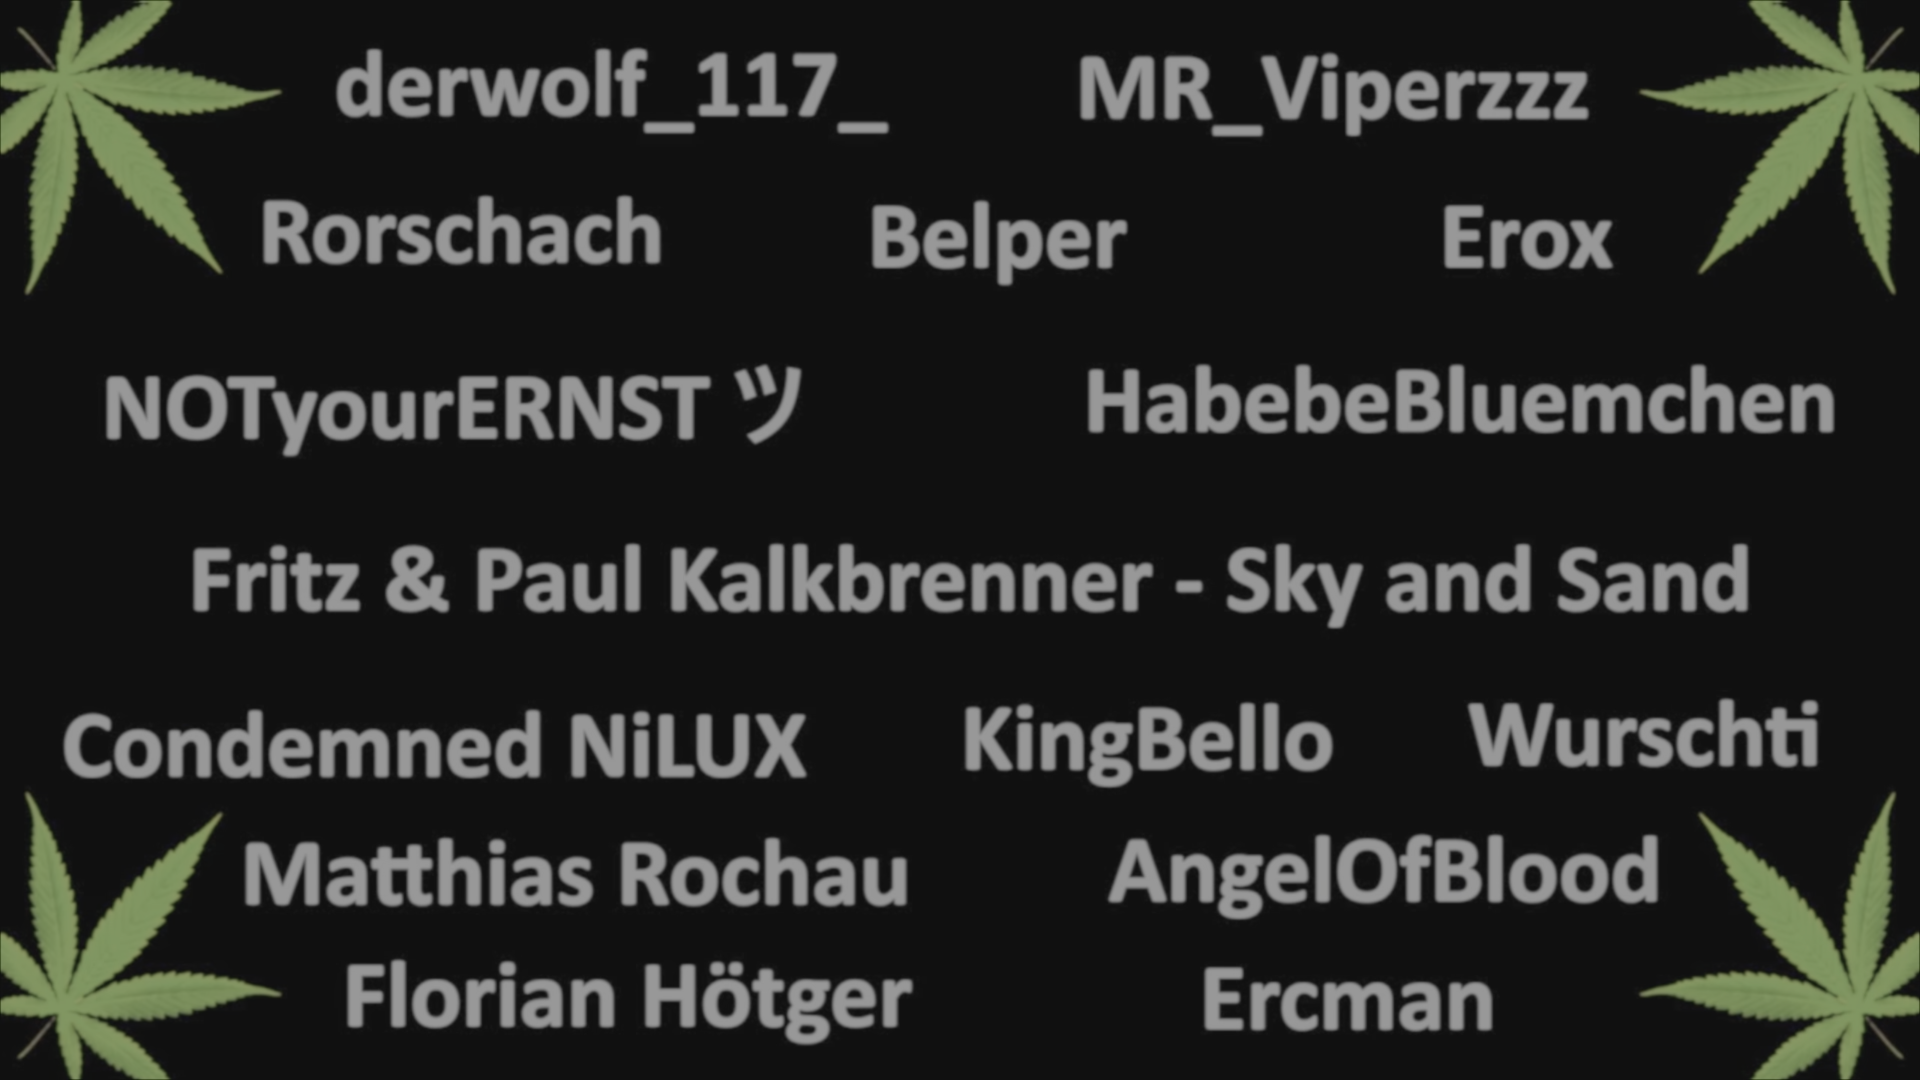 derwolf_117_ MR_Viperzzz
Rorschach Belper Erox
NOTyourERNST ツ HabebeBluemchen
Fritz & Paul Kalkbrenner - Sky and Sand
Condemned NiLUX KingBello Wurschti
Matthias Rochau AngelOfBlood
Florian Hötger Ercman